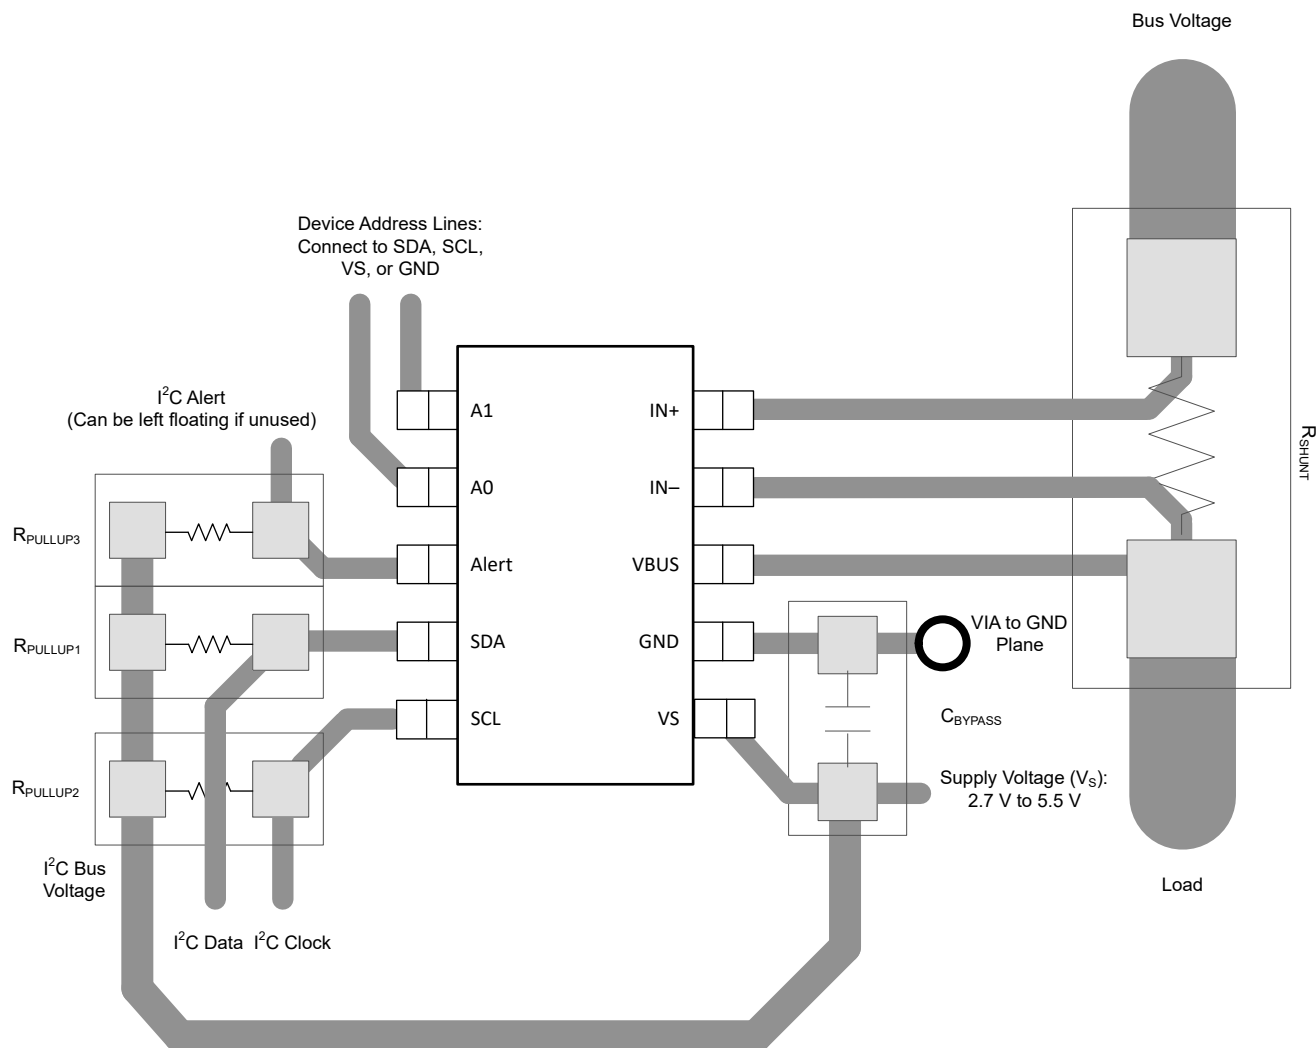 Bus Voltage
Device Address Lines:
Connect to SDA, SCL,
VS, or GND
I²C Alert
(Can be left floating if unused)
A1
IN+
A0
IN–
RSHUNT
RPULLUP3
Alert
VBUS
RPULLUP1
SDA
GND
VIA to GND
Plane
SCL
VS
CBYPASS
RPULLUP2
Supply Voltage (VS):
2.7 V to 5.5 V
I²C Bus
Voltage
Load
I²C Data
I²C Clock